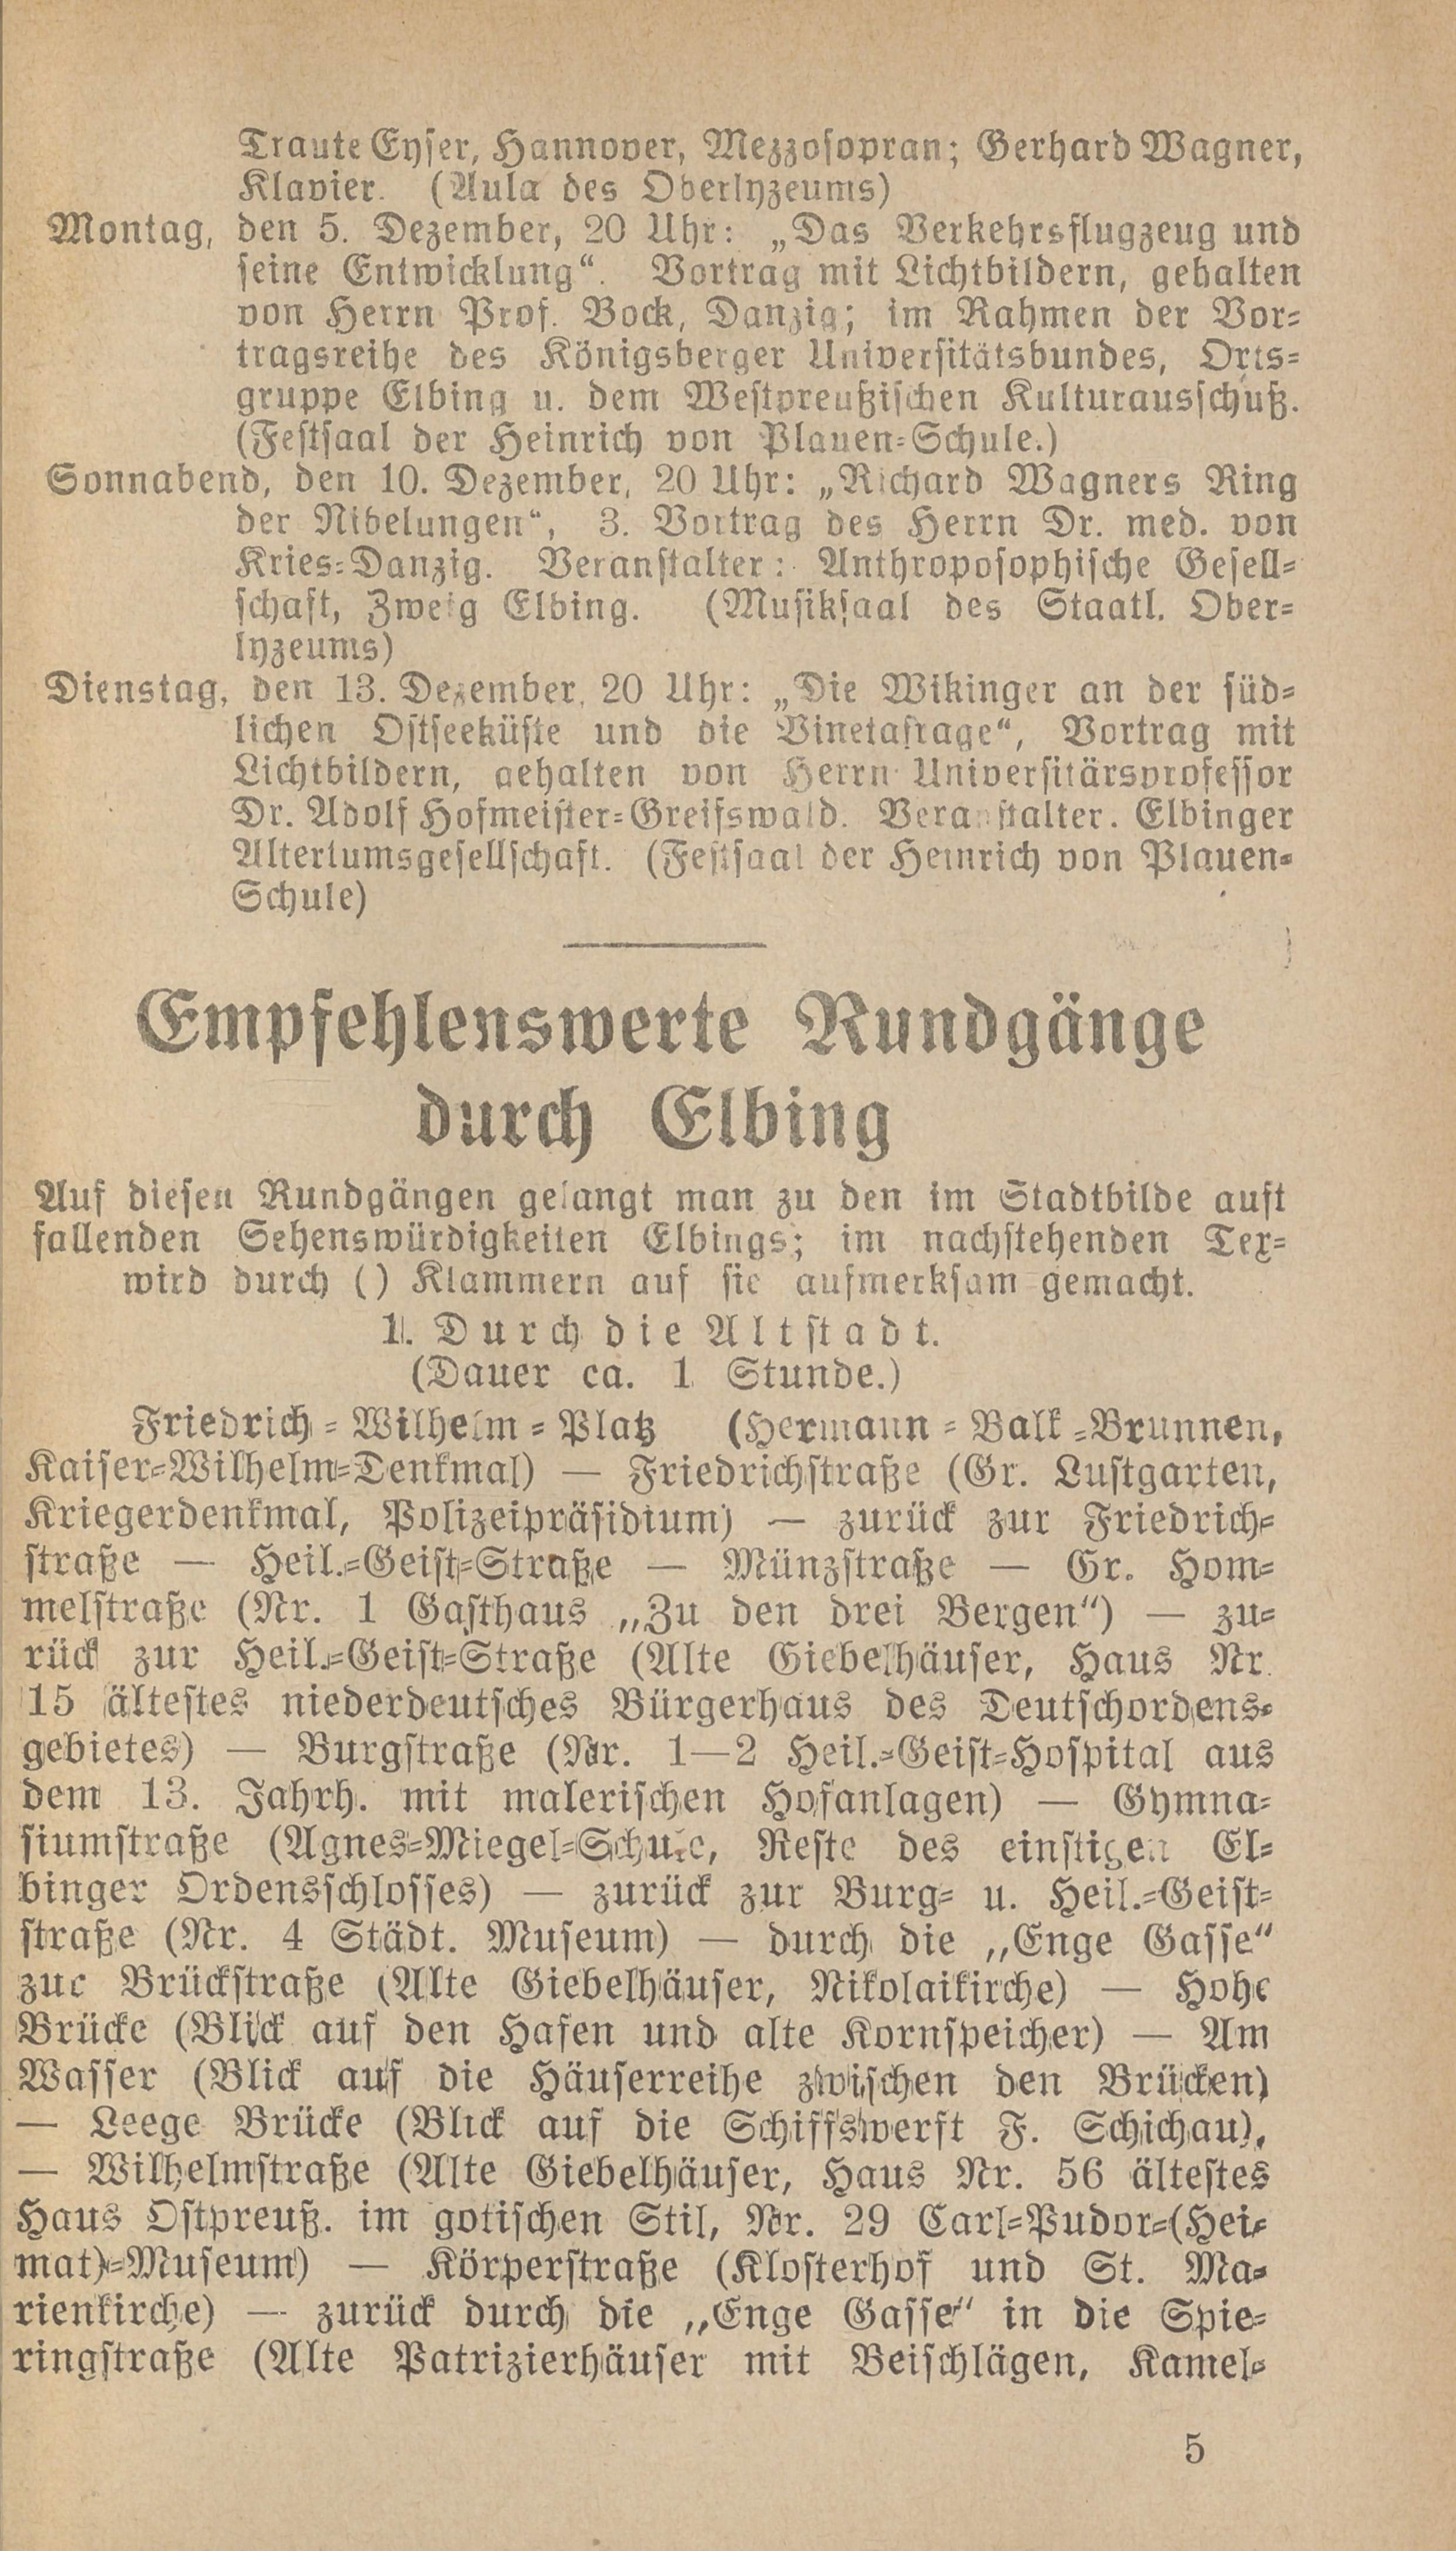 Traute Eyser, Hannover, Mezzosopran; Gerhard Wagner,
Klavier. (Aula des Oberlyzeums)
Montag, den 5. Dezember, 20 Uhr: „Das Verkehrsflugzeug und
seine Entwicklung“. Vortrag mit Lichtbildern, gehalten
von Herrn Prof. Bock, Danzig; im Rahmen der Vor-
tragsreihe des Königsberger Universitätsbundes, Orts-
gruppe Elbing u. dem Westpreußischen Kulturausschuß.
(Festsaal der Heinrich von Plauen-Schule.)
Sonnabend, den 10. Dezember, 20 Uhr: „Richard Wagners Ring
der Nibelungen“, 3. Vortrag des Herrn Dr. med. von
Kries-Danzig. Veranstalter: Anthroposophische Gesell-
schaft, Zweig Elbing. (Musiksaal des Staatl. Ober-
lyzeums)
Dienstag, den 13. Dezember, 20 Uhr: „Die Wikinger an der süd-
lichen Ostseeküste und die Vinetafrage“, Vortrag mit
Lichtbildern, gehalten von Herrn Universitärsprofessor
Dr. Adolf Hofmeister-Greifswald. Veranstalter. Elbinger
Altertumsgesellschaft. (Festsaal der Heinrich von Plauen-
Schule)
Empfehlenswerte Rundgänge
durch Elbing
Auf diesen Rundgängen gelangt man zu den im Stadtbilde auft
fallenden Sehenswürdigkeiten Elbings; im nachstehenden Tex-
wird durch () Klammern auf sie aufmerksam gemacht.
1. Durch die Altstadt.
(Dauer ca. 1 Stunde.)
Friedrich-Wilhelm-Platz (Hermann-Balk-Brunnen,
Kaiser-Wilhelm-Denkmal) — Friedrichstraße (Gr. Lustgarten,
Kriegerdenkmal, Polizeipräsidium) — zurück zur Friedrich-
straße — Heil.-Geist-Straße — Münzstraße — Gr. Hom-
melstraße (Nr. 1 Gasthaus „Zu den drei Bergen“) — zu-
rück zur Heil.-Geist-Straße (Alte Giebelhäuser, Haus Nr.
15 ältestes niederdeutsches Bürgerhaus des Deutschordens-
gebietes) — Burgstraße (Nr. 1—2 Heil.-Geist-Hospital aus
dem 13. Jahrh. mit malerischen Hofanlagen) — Gymna-
siumstraße (Agnes-Miegel-Schule, Reste des einstigen El-
binger Ordensschlosses) — zurück zur Burg- u. Heil.-Geist-
straße (Nr. 4 Städt. Museum) — durch die „Enge Gasse“
zur Brückstraße (Alte Giebelhäuser, Nikolaikirche) — Hohe
Brücke (Blick auf den Hafen und alte Kornspeicher) — Am
Wasser (Blick auf die Häuserreihe zwischen den Brücken)
— Leege Brücke (Blick auf die Schiffswerft F. Schichau),
— Wilhelmstraße (Alte Giebelhäuser, Haus Nr. 56 ältestes
Haus Ostpreuß. im gotischen Stil, Nr. 29 Carl-Pudor-(Hei-
mat)-Museum) — Körperstraße (Klosterhof und St. Ma-
rienkirche) — zurück durch die „Enge Gasse“ in die Spie-
ringstraße (Alte Patrizierhäuser mit Beischlägen, Kamel-
5